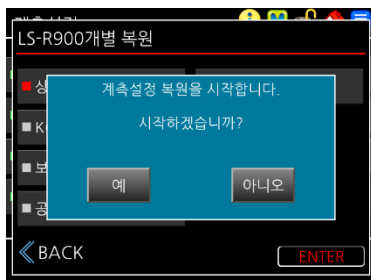 LS-R900개별 복원
계측설정 복원을 시작합니다.
시작하겠습니까?
예
아니오
BACK
ENTER